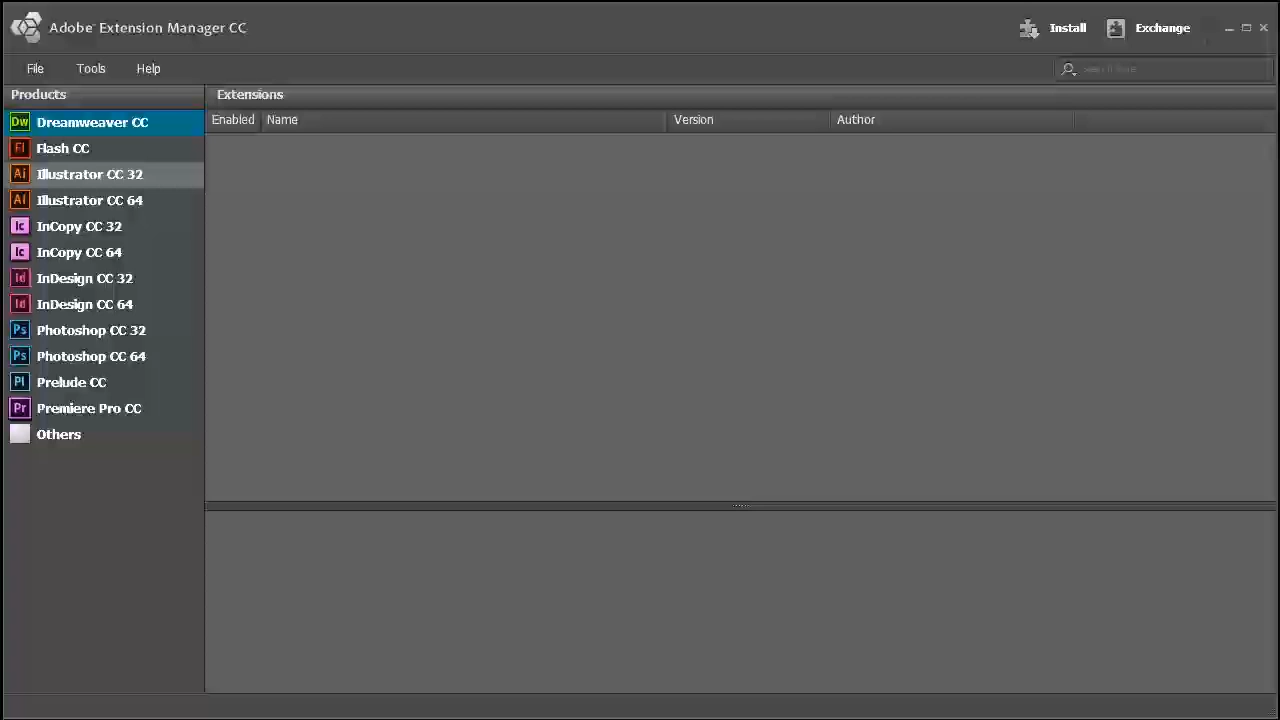 Adobe™ Extension Manager CC
Install
Exchange
File Tools Help
Products
Extensions
Enabled Name Version Author
Dw Dreamweaver CC
Fl Flash CC
Ai Illustrator CC 32
Ai Illustrator CC 64
Ic InCopy CC 32
Ic InCopy CC 64
Id InDesign CC 32
Id InDesign CC 64
Ps Photoshop CC 32
Ps Photoshop CC 64
Pl Prelude CC
Pr Premiere Pro CC
Others